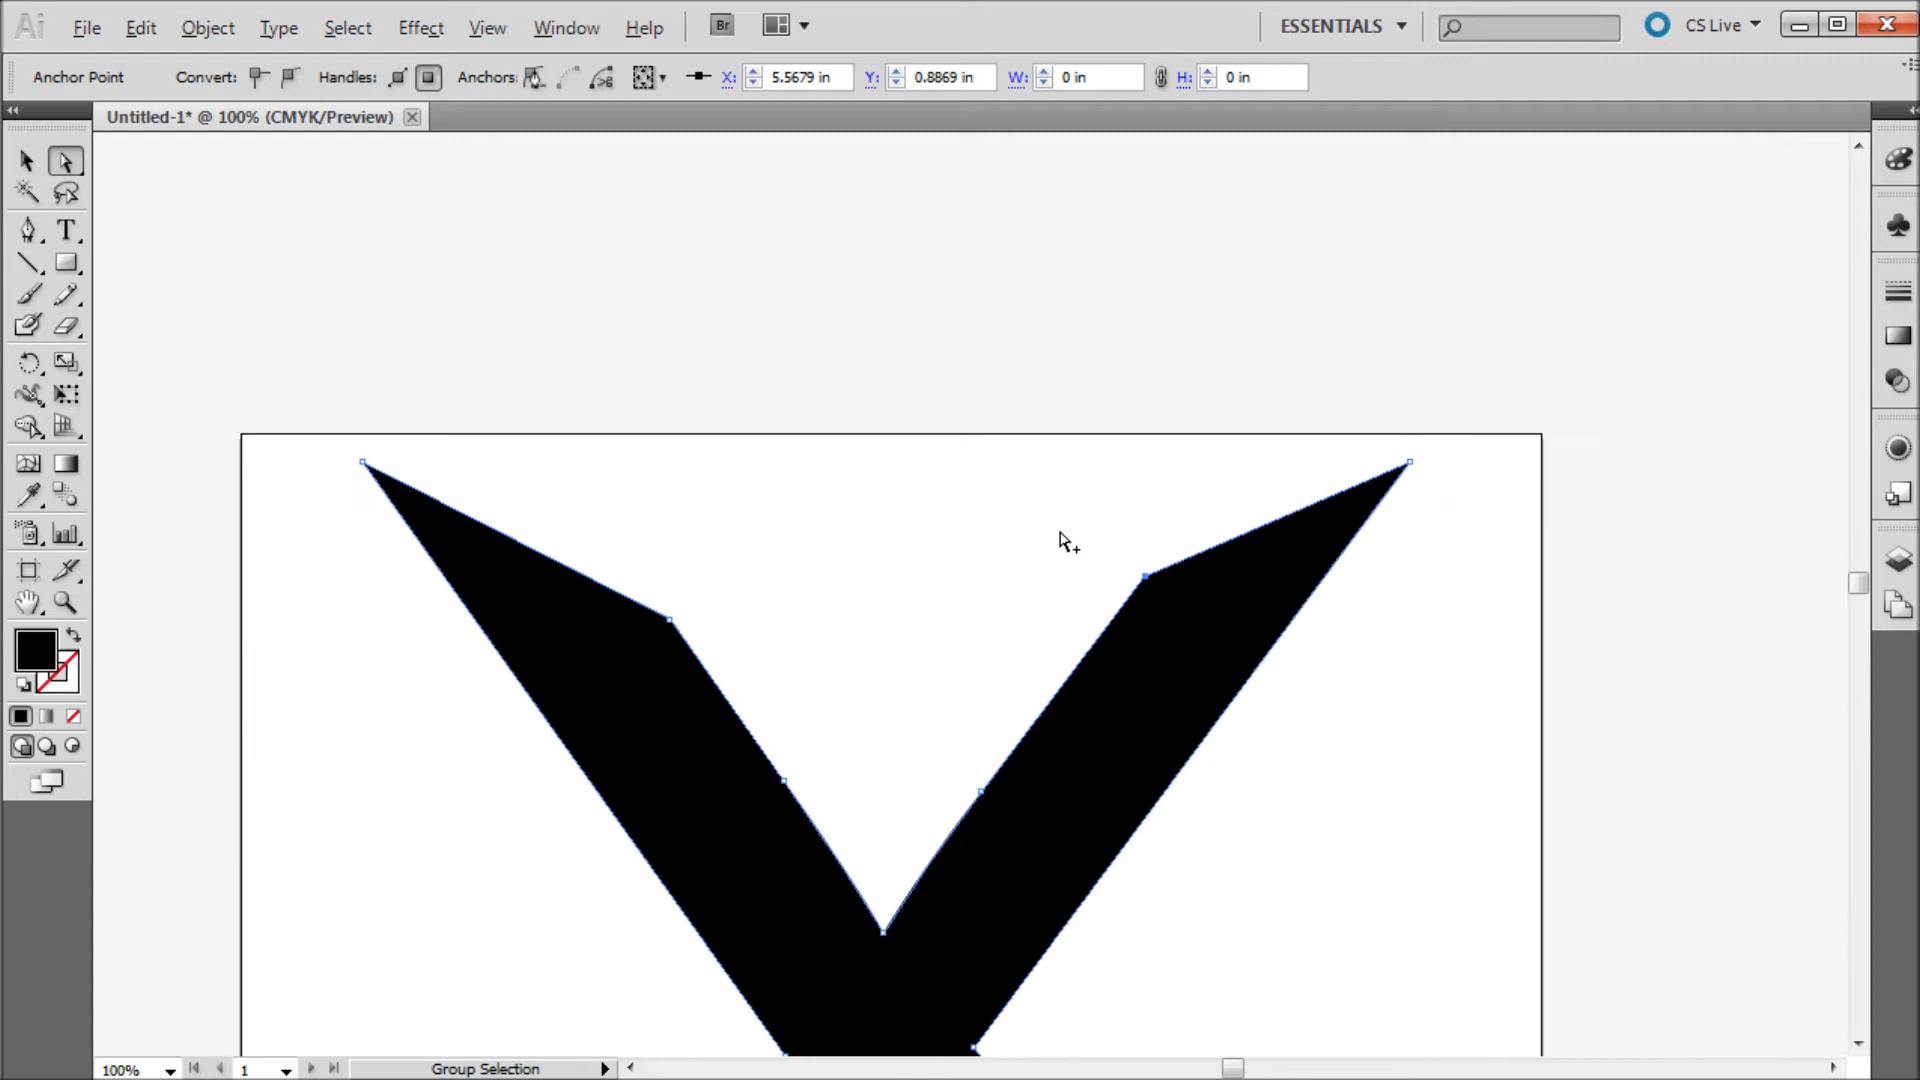 Ai File Edit Object Type Select Effect View Window Help Br ESSENTIALS CS Live
Anchor Point Convert: Handles: Anchors: X: 5.5679 in Y: 0.8869 in W: 0 in H: 0 in
Untitled-1* @ 100% (CMYK/Preview)
T
100% 1 Group Selection